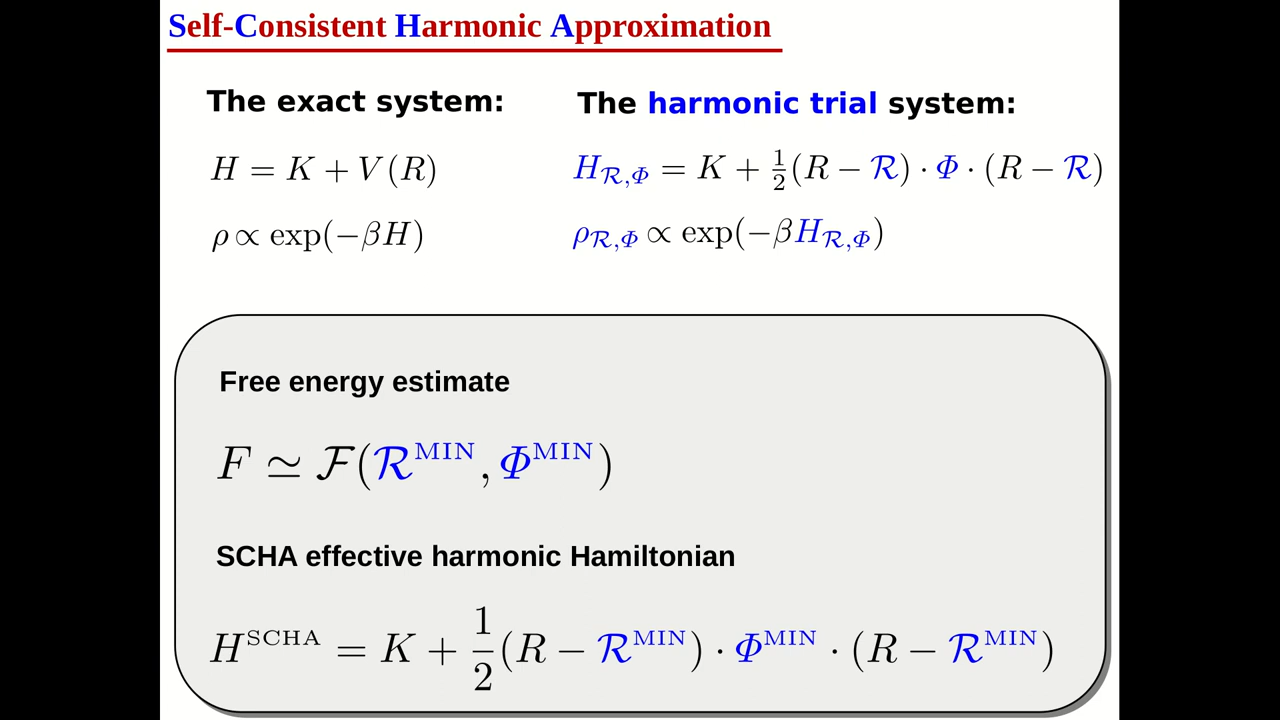 Self-Consistent Harmonic Approximation
The exact system:
H = K + V(R)
ρ ∝ exp(−βH)
The harmonic trial system:
H_{ℛ,Φ} = K + ½(R − ℛ) · Φ · (R − ℛ)
ρ_{ℛ,Φ} ∝ exp(−βH_{ℛ,Φ})
Free energy estimate
F ≃ ℱ(ℛ^{MIN}, Φ^{MIN})
SCHA effective harmonic Hamiltonian
H^{SCHA} = K + \frac{1}{2}(R − ℛ^{MIN}) · Φ^{MIN} · (R − ℛ^{MIN})